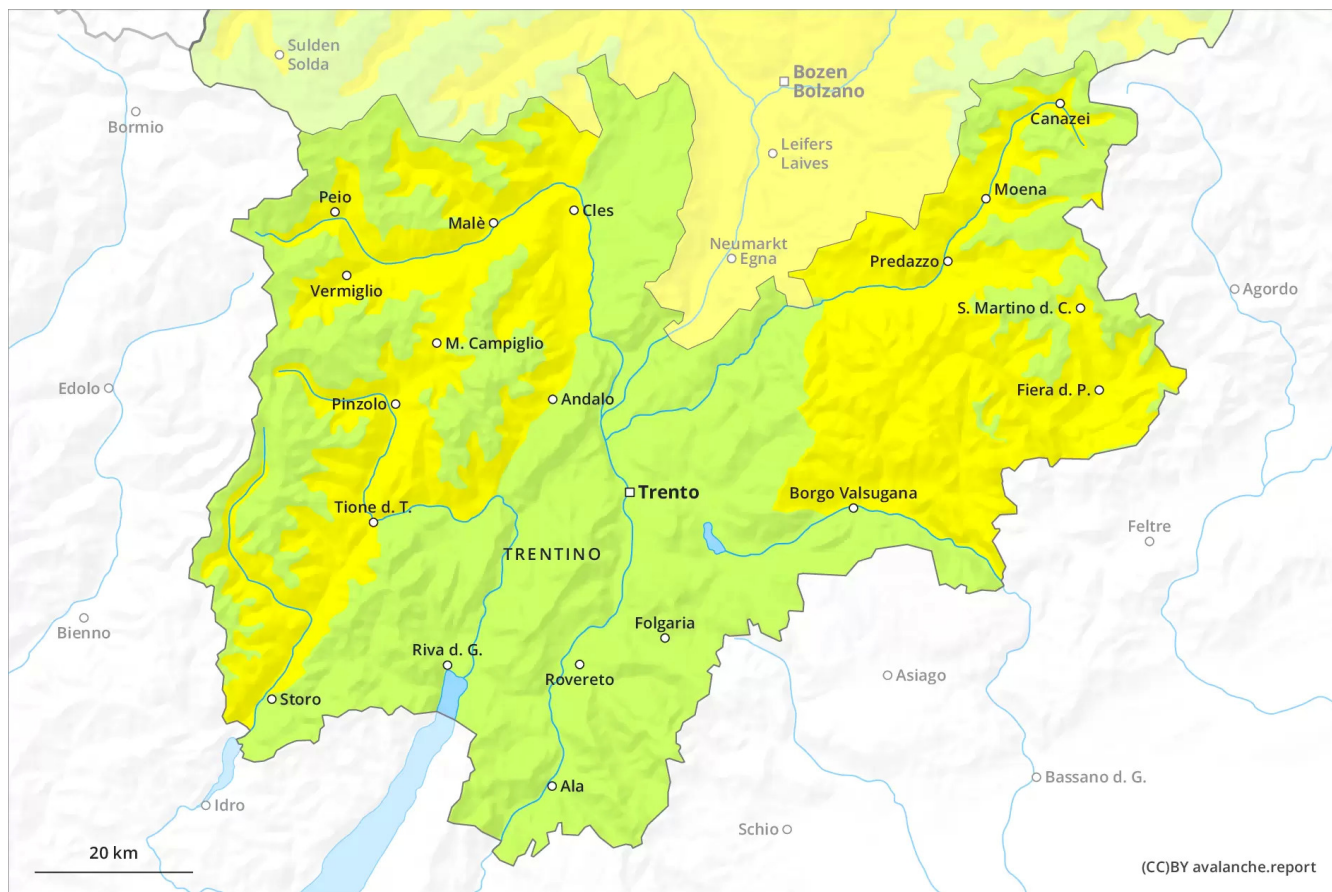 Sulden
Solda
Bozen
Bolzano
Bormio
Canazei
Leifers
Laives
Peio
Moena
Malè
Cles
Neumarkt
Egna
Predazzo
Vermiglio
Agordo
S. Martino d. C.
M. Campiglio
Edolo
Fiera d. P.
Pinzolo
Andalo
Trento
Borgo Valsugana
Tione d. T.
Feltre
TRENTINO
Bienno
Folgaria
Riva d. G.
Rovereto
Asiago
Storo
Bassano d. G.
Ala
Idro
Schio
20 km
(CC)BY avalanche.report